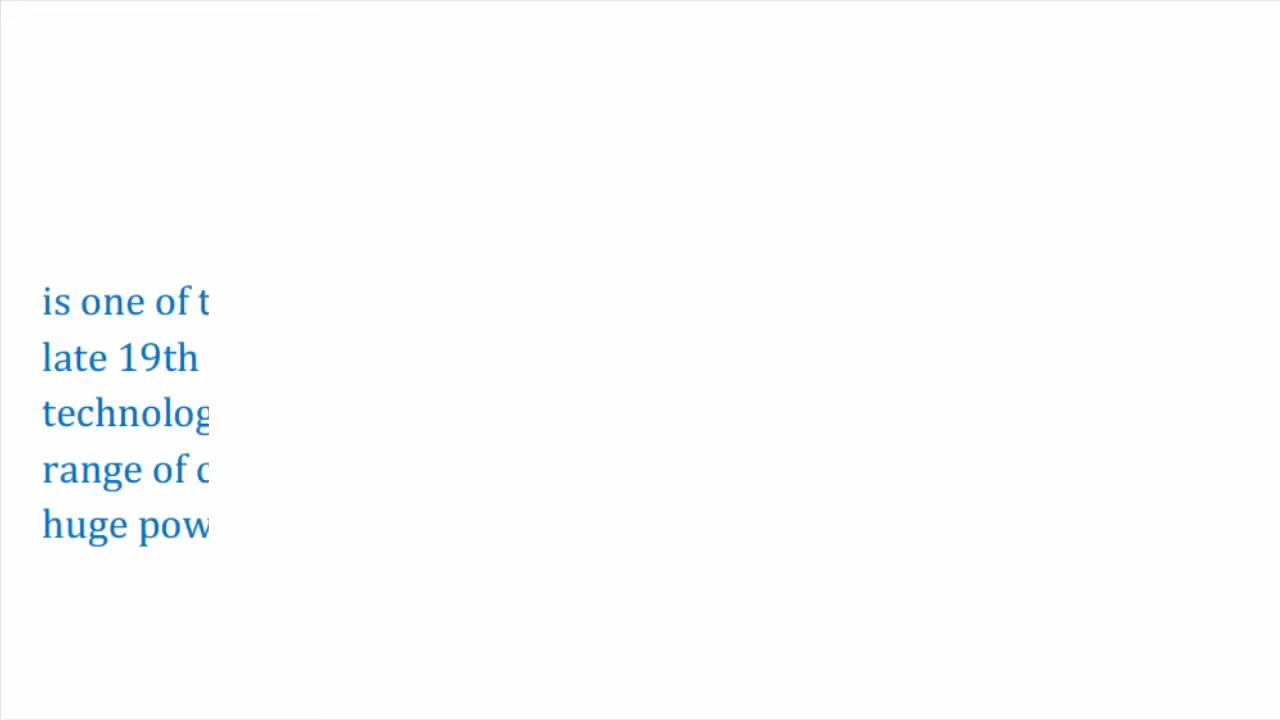 is one of t
late 19th
technolog
range of c
huge pow